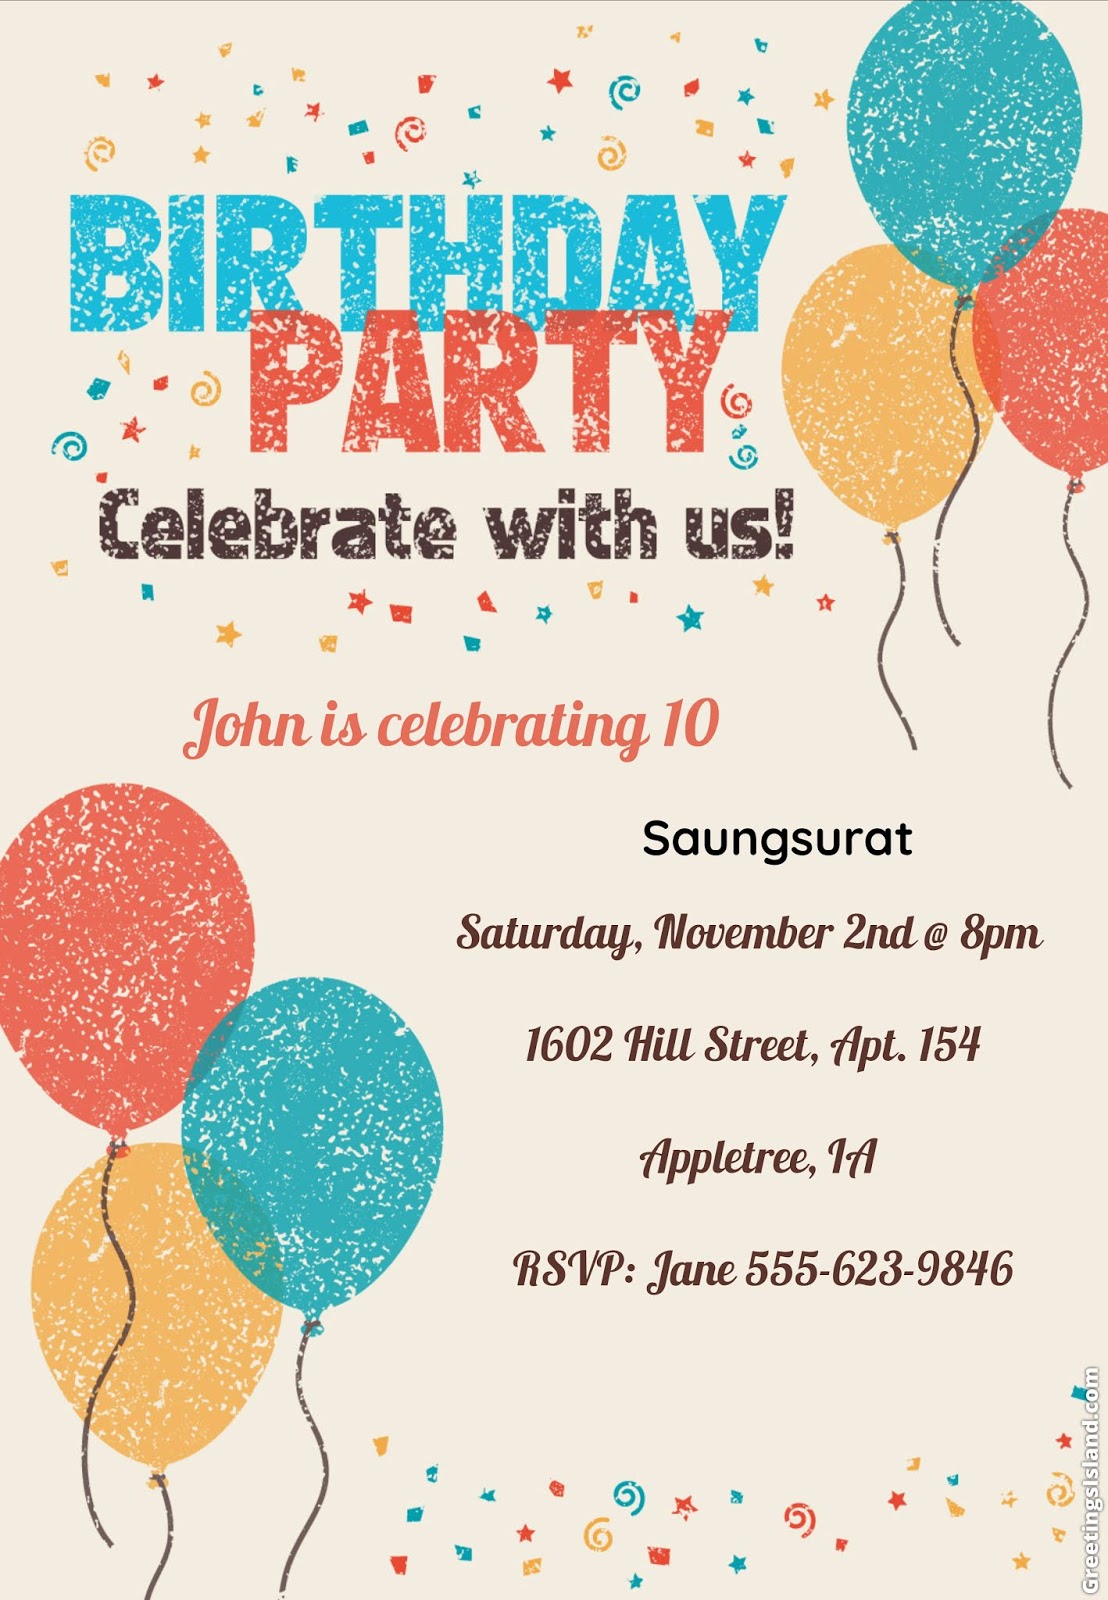 BIRTHDAY
PARTY
Celebrate with us!
John is celebrating 10
Saungsurat
Saturday, November 2nd @ 8pm
1602 Hill Street, Apt. 154
Appletree, IA
RSVP: Jane 555-623-9846
GreetingsIsland.com